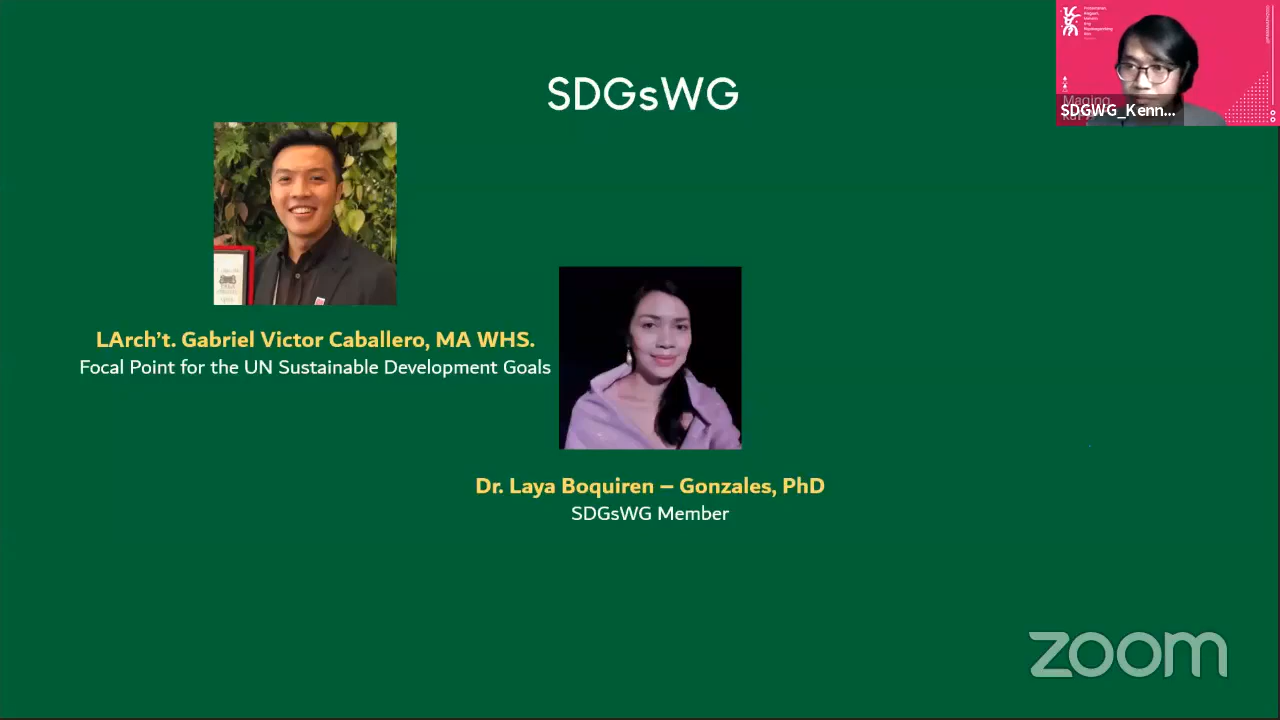 SDGsWG
LArch't. Gabriel Victor Caballero, MA WHS.
Focal Point for the UN Sustainable Development Goals
Dr. Laya Boquiren – Gonzales, PhD
SDGsWG Member
SDGWG_Kenn...
zoom